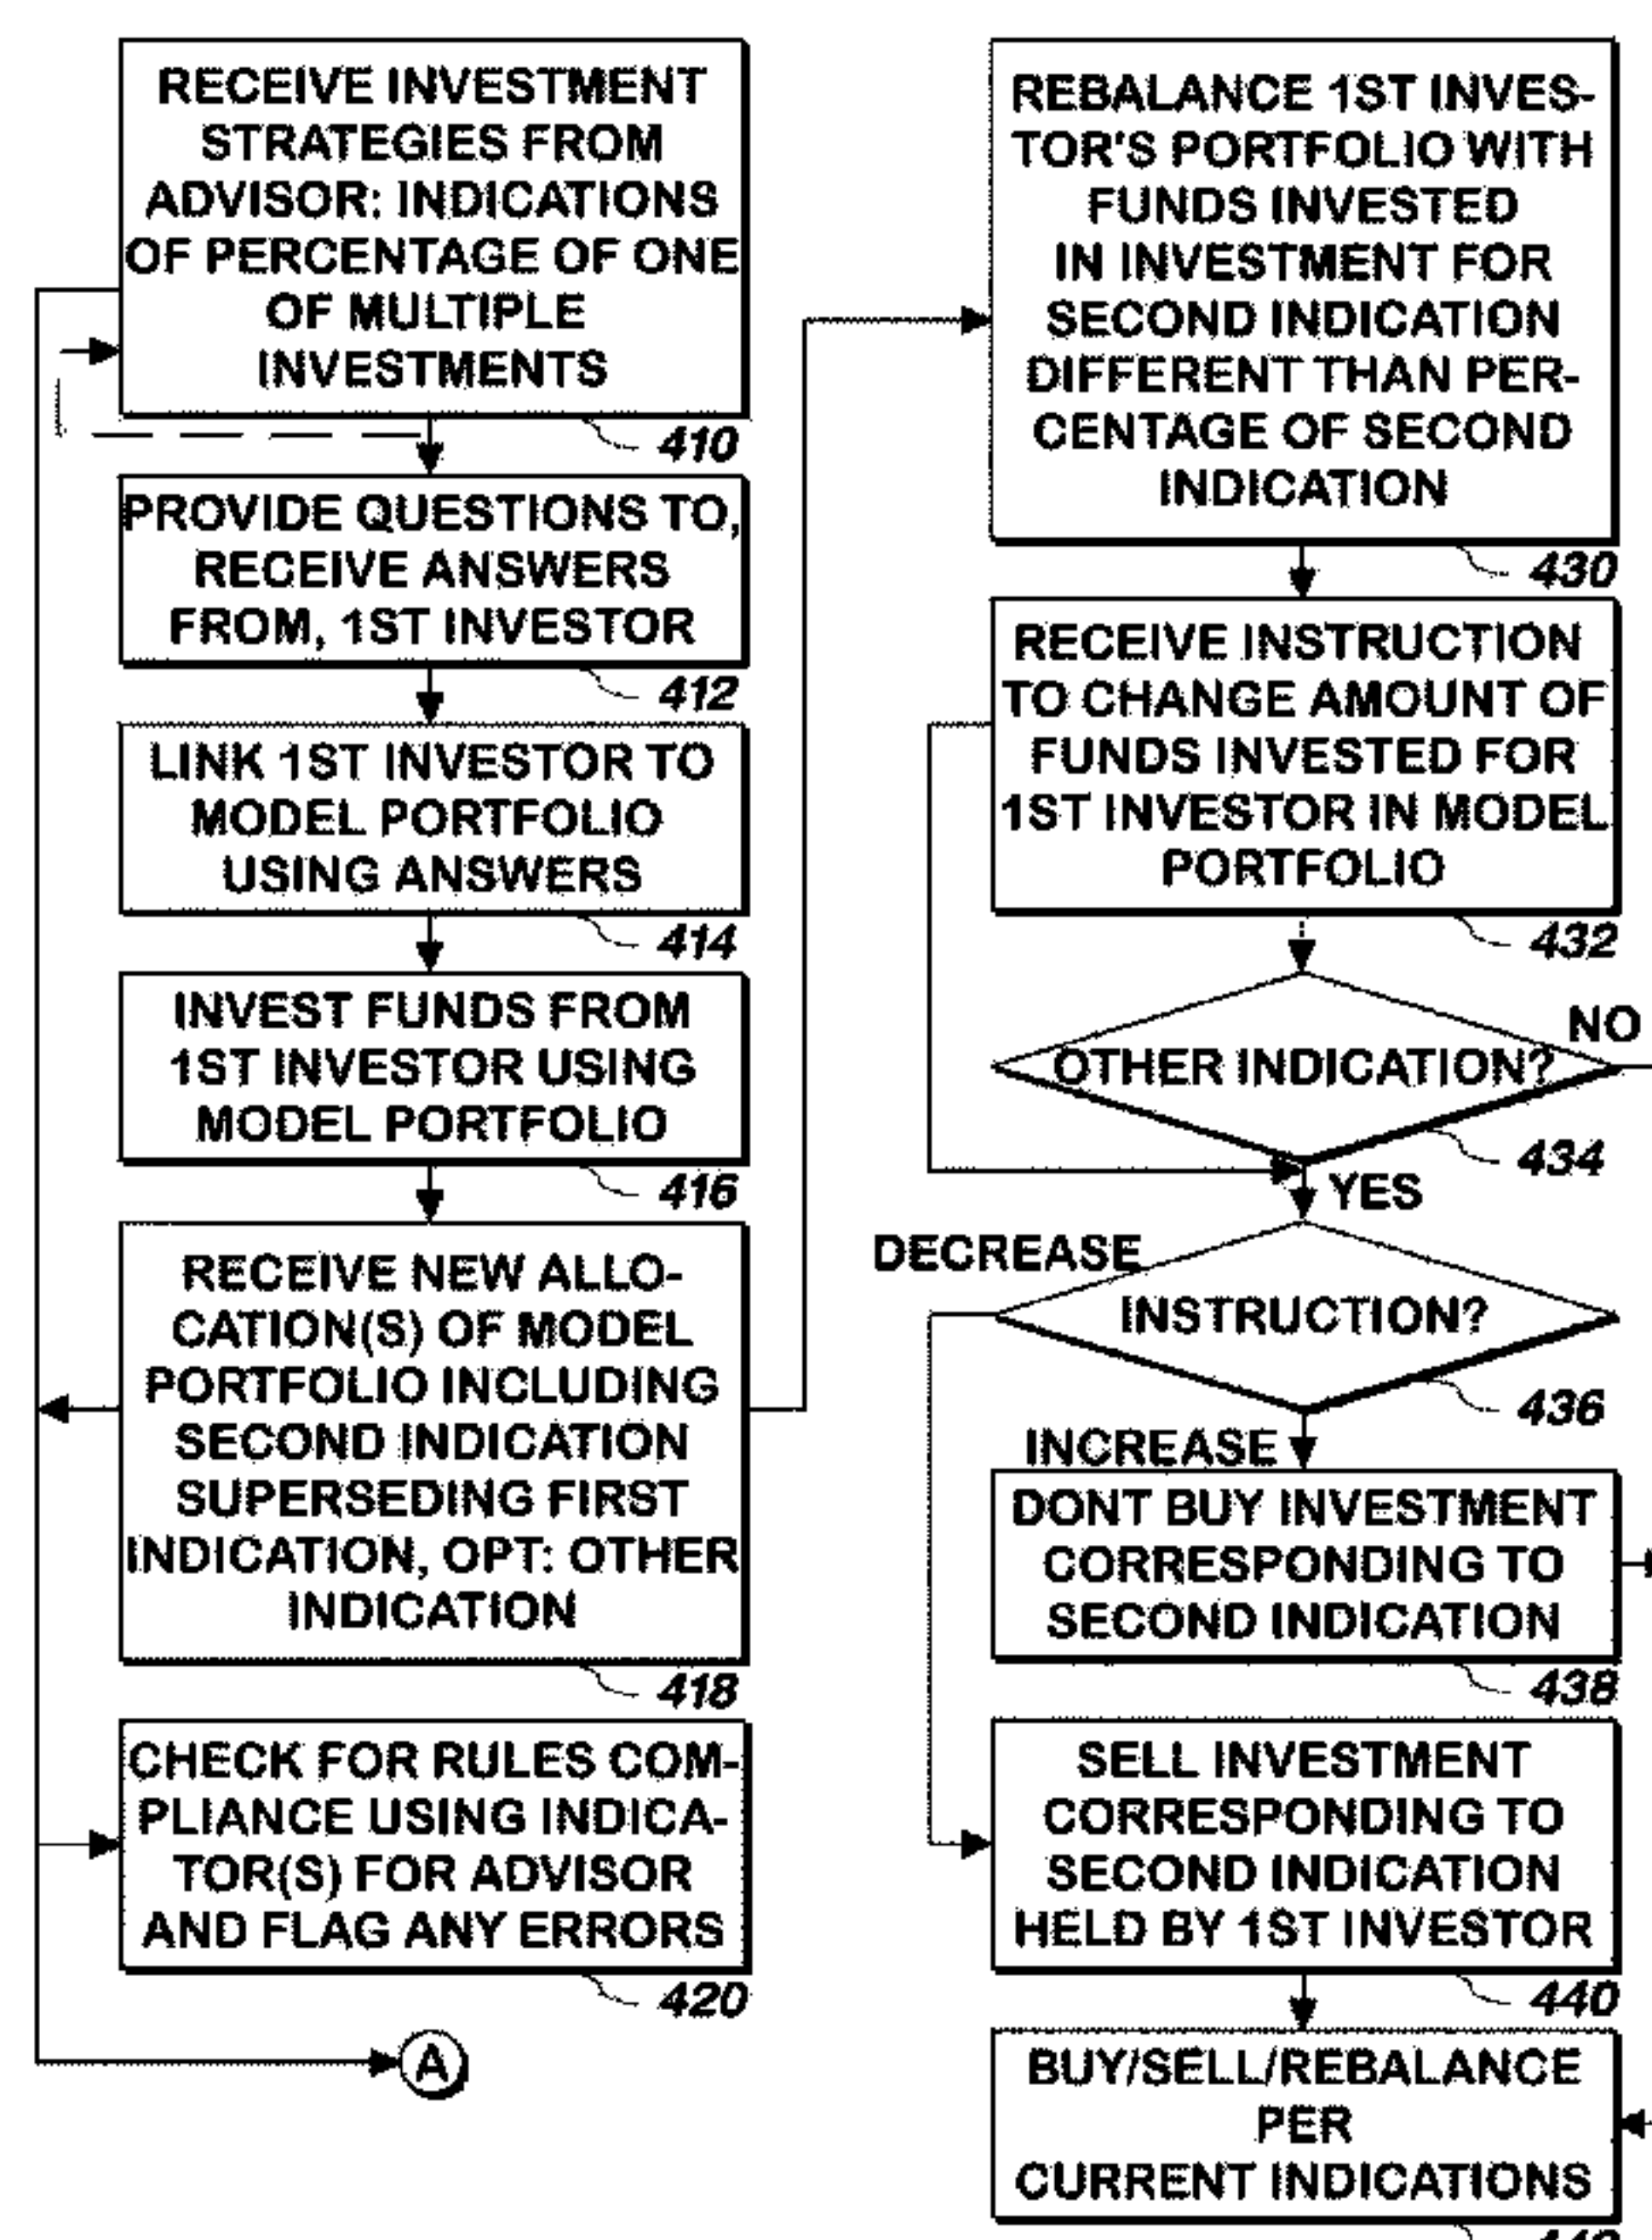 RECEIVE INVESTMENT
STRATEGIES FROM
ADVISOR: INDICATIONS
OF PERCENTAGE OF ONE
OF MULTIPLE
INVESTMENTS
410
PROVIDE QUESTIONS TO,
RECEIVE ANSWERS
FROM, 1ST INVESTOR
412
LINK 1ST INVESTOR TO
MODEL PORTFOLIO
USING ANSWERS
414
INVEST FUNDS FROM
1ST INVESTOR USING
MODEL PORTFOLIO
416
RECEIVE NEW ALLO-
CATION(S) OF MODEL
PORTFOLIO INCLUDING
SECOND INDICATION
SUPERSEDING FIRST
INDICATION, OPT: OTHER
INDICATION
418
CHECK FOR RULES COM-
PLIANCE USING INDICA-
TOR(S) FOR ADVISOR
AND FLAG ANY ERRORS
420
A
REBALANCE 1ST INVES-
TOR'S PORTFOLIO WITH
FUNDS INVESTED
IN INVESTMENT FOR
SECOND INDICATION
DIFFERENT THAN PER-
CENTAGE OF SECOND
INDICATION
430
RECEIVE INSTRUCTION
TO CHANGE AMOUNT OF
FUNDS INVESTED FOR
1ST INVESTOR IN MODEL
PORTFOLIO
432
NO
OTHER INDICATION?
434
YES
DECREASE
INSTRUCTION?
436
INCREASE
DONT BUY INVESTMENT
CORRESPONDING TO
SECOND INDICATION
438
SELL INVESTMENT
CORRESPONDING TO
SECOND INDICATION
HELD BY 1ST INVESTOR
440
BUY/SELL/REBALANCE
PER
CURRENT INDICATIONS